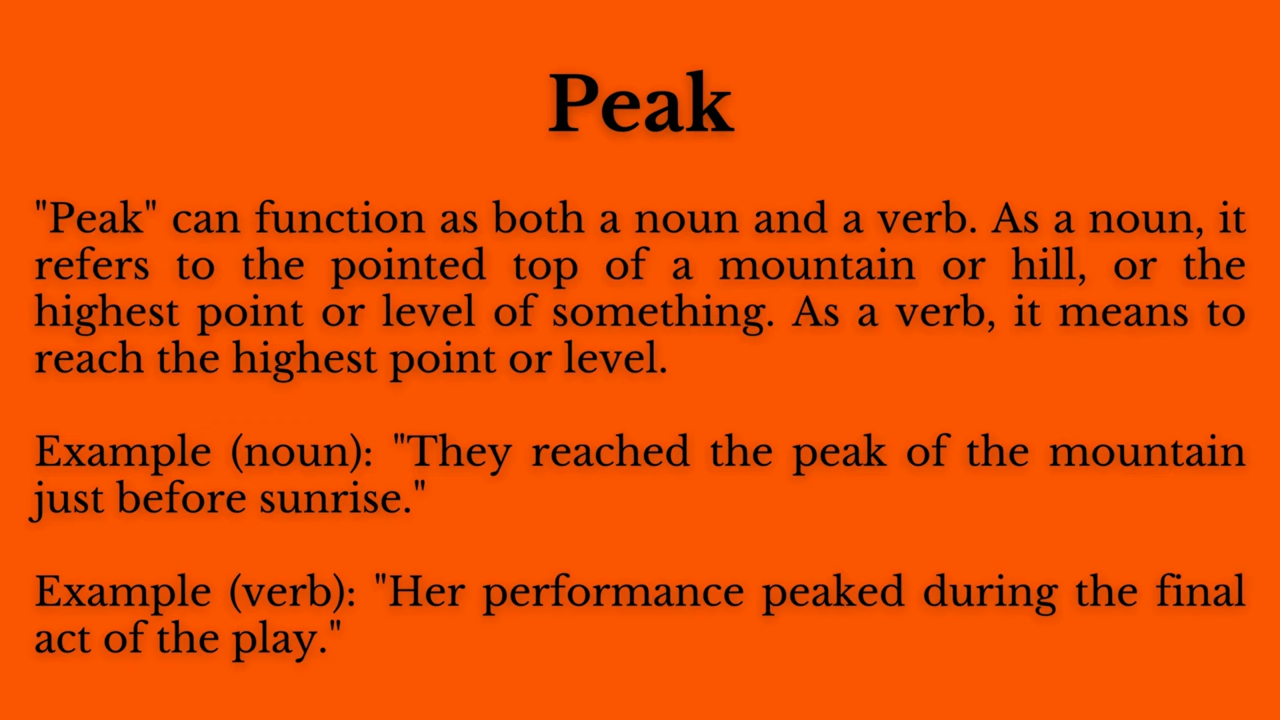 Peak
"Peak" can function as both a noun and a verb. As a noun, it
refers to the pointed top of a mountain or hill, or the
highest point or level of something. As a verb, it means to
reach the highest point or level.
Example (noun): "They reached the peak of the mountain
just before sunrise."
Example (verb): "Her performance peaked during the final
act of the play."